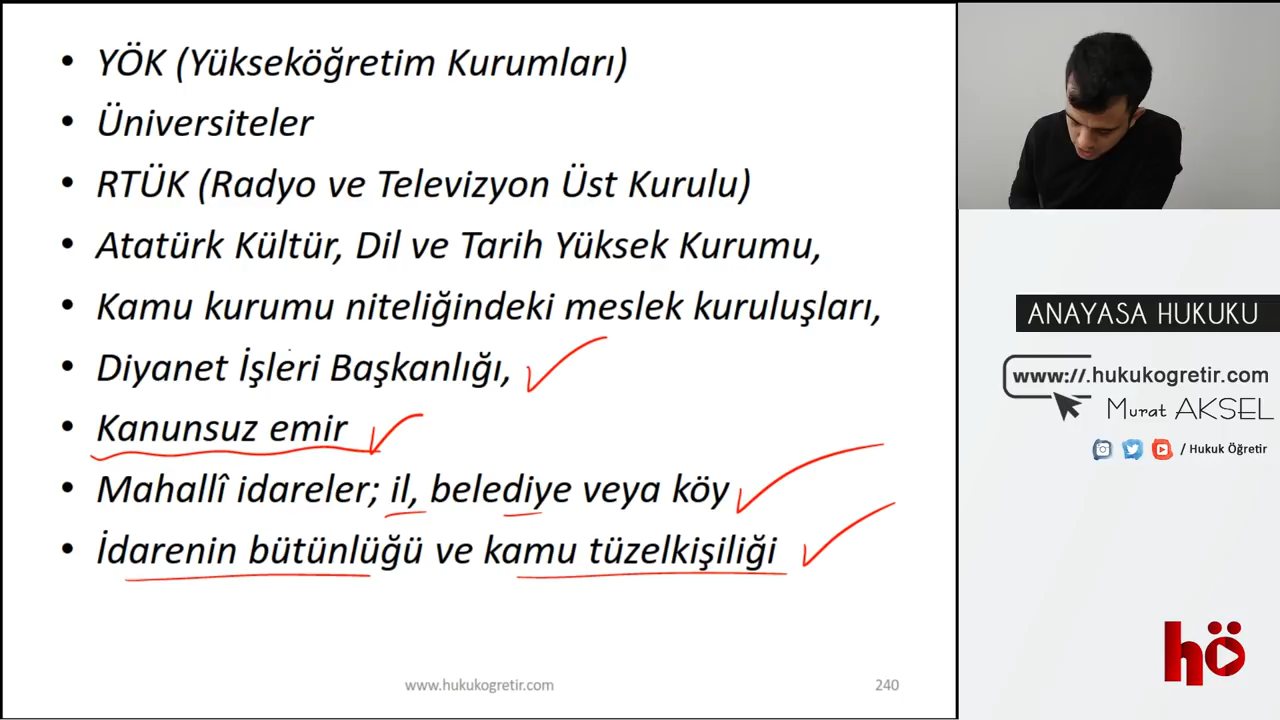 • YÖK (Yükseköğretim Kurumları)
• Üniversiteler
• RTÜK (Radyo ve Televizyon Üst Kurulu)
• Atatürk Kültür, Dil ve Tarih Yüksek Kurumu,
• Kamu kurumu niteliğindeki meslek kuruluşları,
• Diyanet İşleri Başkanlığı,
• Kanunsuz emir
• Mahallî idareler; il, belediye veya köy
• İdarenin bütünlüğü ve kamu tüzelkişiliği
www.hukukogretir.com
240
ANAYASA HUKUKU
www://.hukukogretir.com
Murat AKSEL
/ Hukuk Öğretir
hö